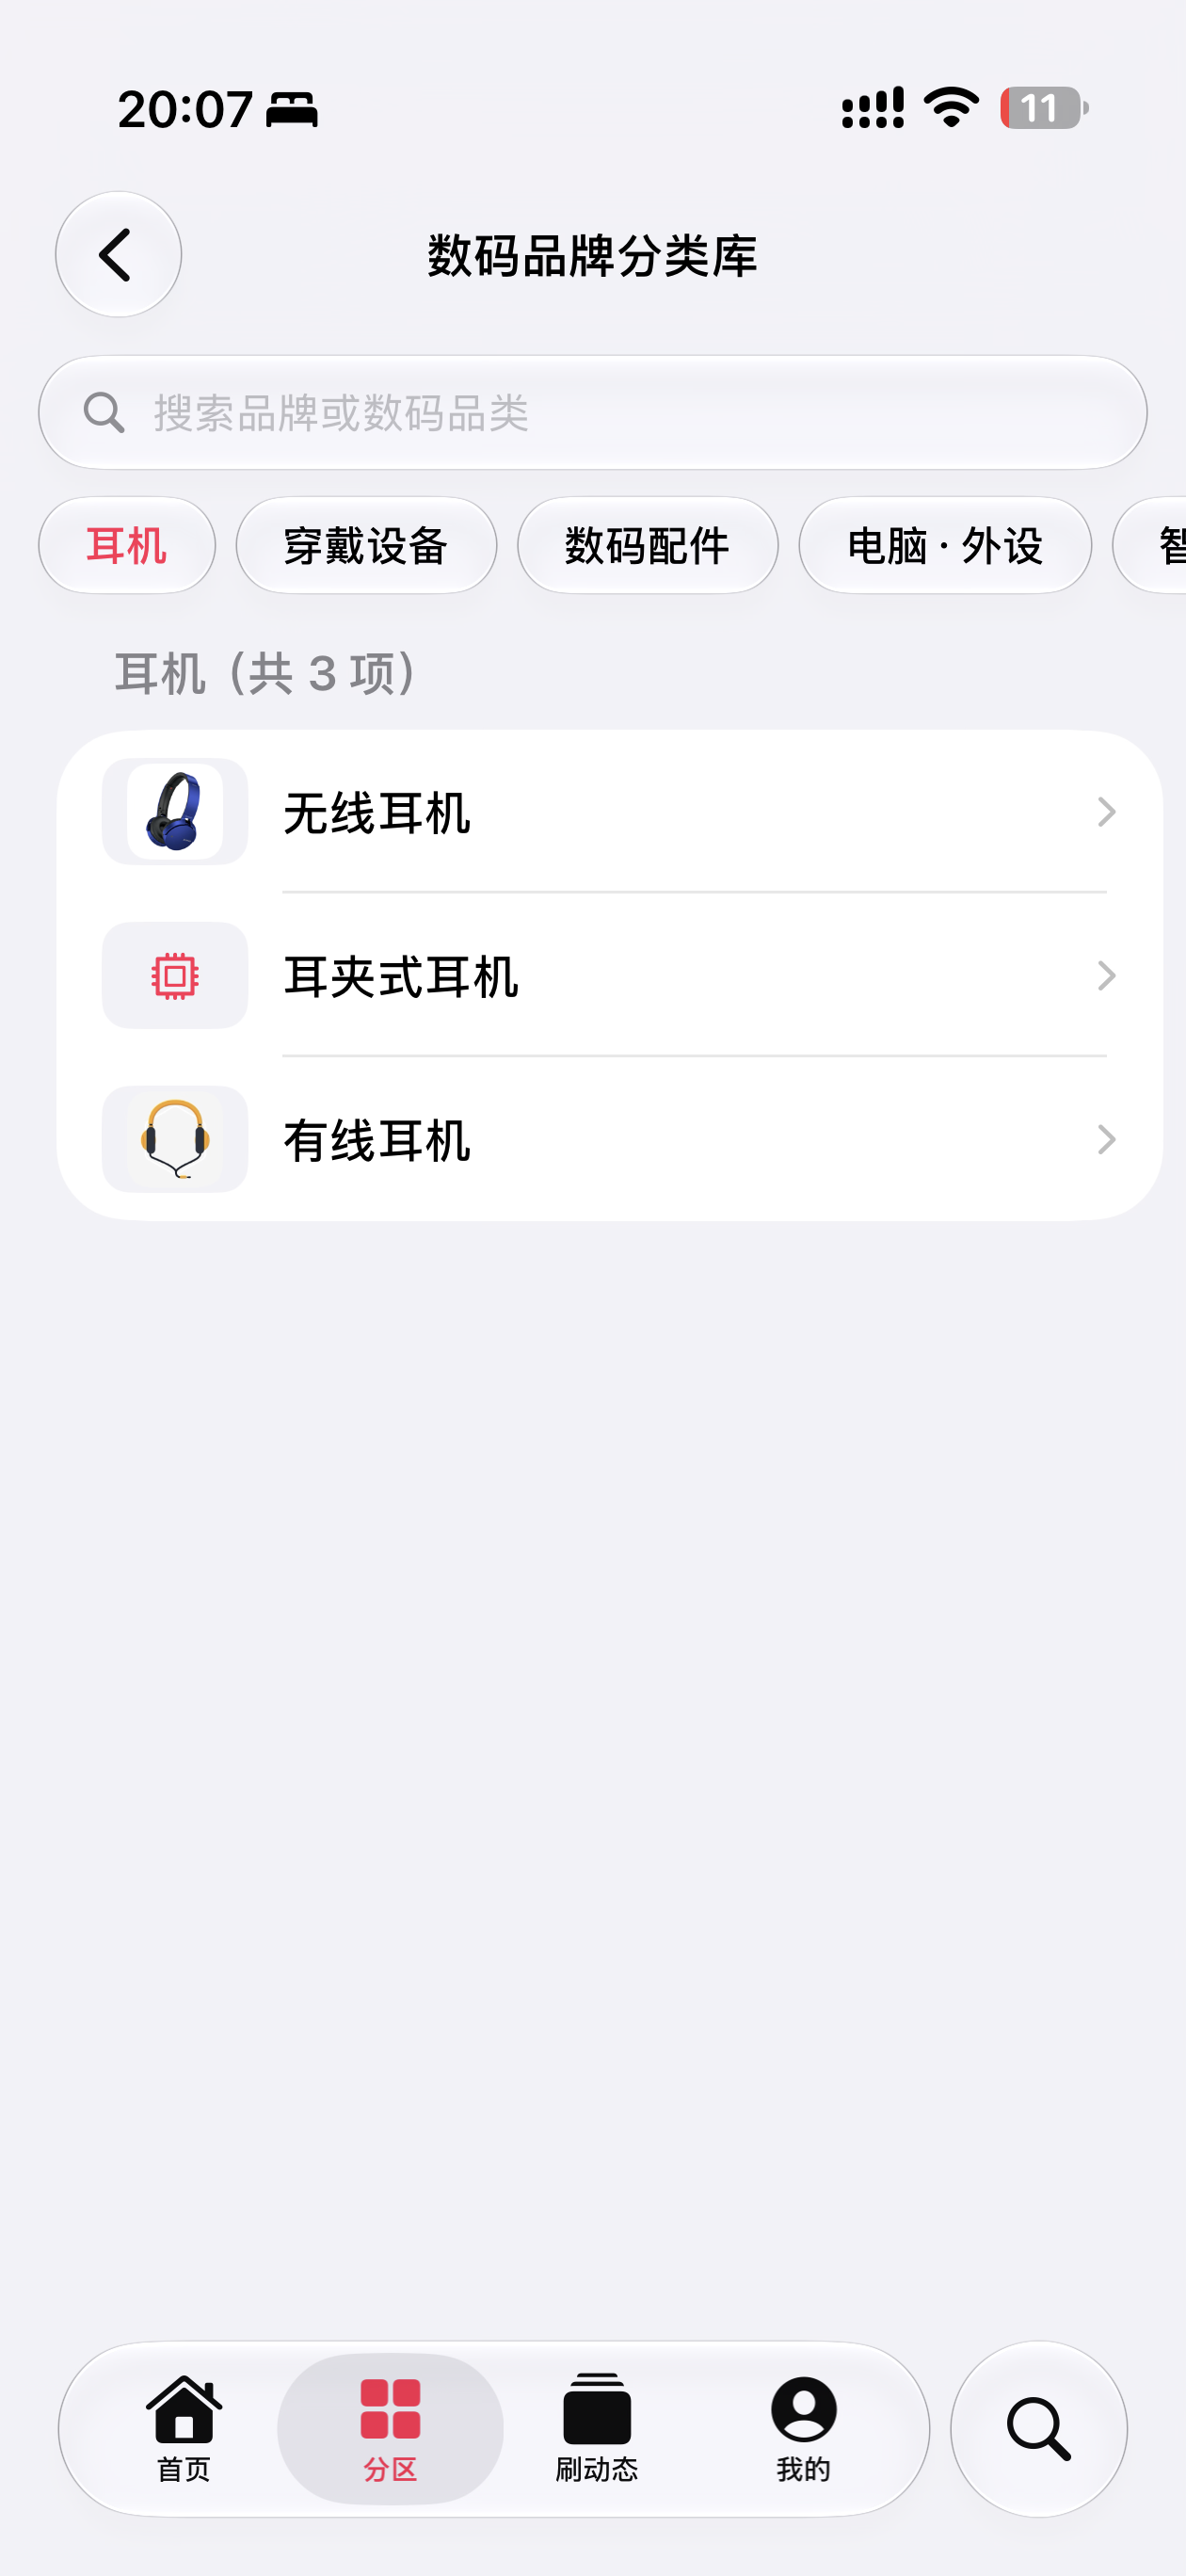 20:07
11
数码品牌分类库
搜索品牌或数码品类
耳机 穿戴设备 数码配件 电脑 · 外设
耳机（共 3 项）
无线耳机
耳夹式耳机
有线耳机
首页 分区 刷动态 我的